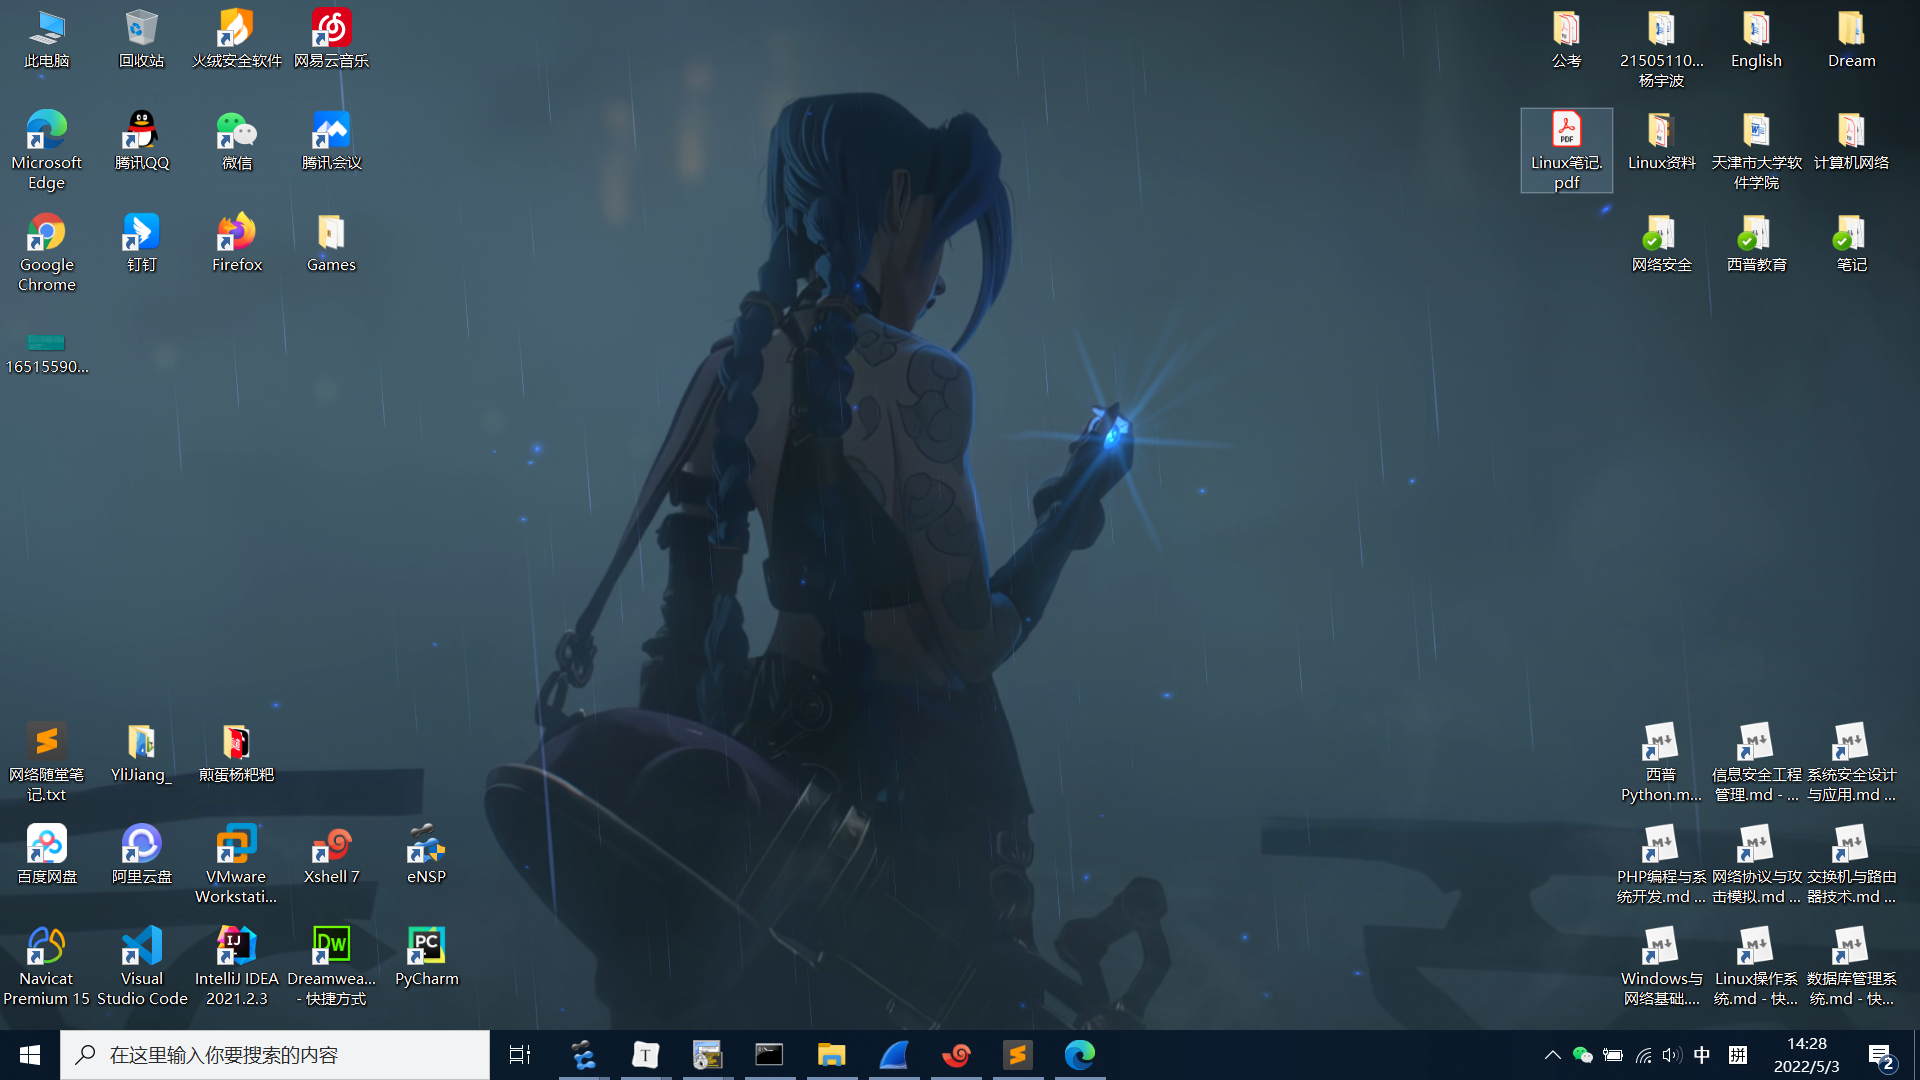 此电脑
回收站
火绒安全软件
网易云音乐
公考
21505110...
杨宇波
English
Dream
Microsoft
Edge
腾讯QQ
微信
腾讯会议
PDF
Linux笔记.
pdf
Linux资料
天津市大学软
件学院
计算机网络
Google
Chrome
钉钉
Firefox
Games
网络安全
西普教育
笔记
16515590...
网络随堂笔
记.txt
YliJiang_
煎蛋杨粑粑
西普
Python.m...
信息安全工程
管理.md - ...
系统安全设计
与应用.md ...
百度网盘
阿里云盘
VMware
Workstati...
Xshell 7
eNSP
PHP编程与系
统开发.md ...
网络协议与攻
击模拟.md ...
交换机与路由
器技术.md ...
Navicat
Premium 15
Visual
Studio Code
IJ
IntelliJ IDEA
2021.2.3
Dw
Dreamwea...
- 快捷方式
PC
PyCharm
Windows与
网络基础....
Linux操作系
统.md - 快...
数据库管理系
统.md - 快...
在这里输入你要搜索的内容
T
中
拼
14:28
2022/5/3
2